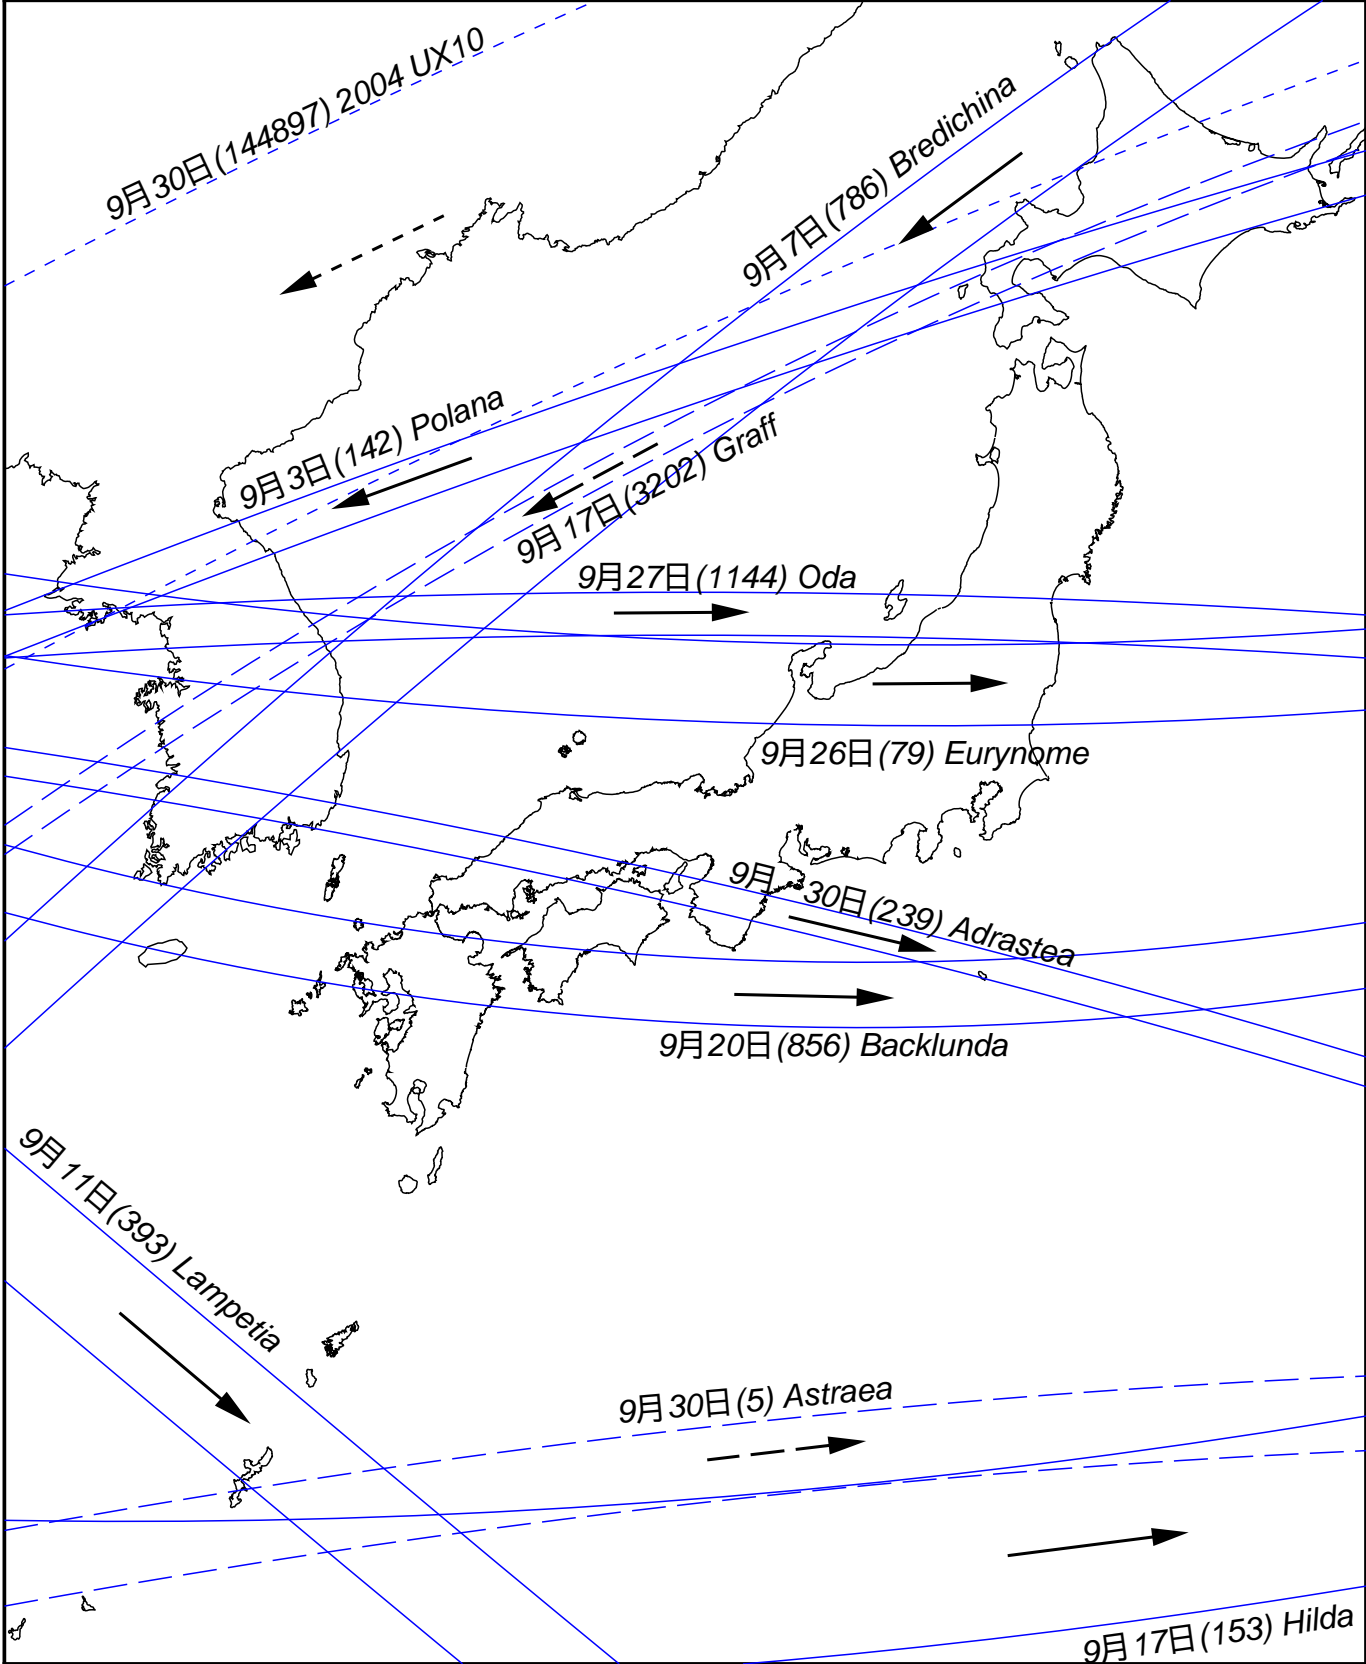 9月30日(144897) 2004 UX10
9月7日(786) Bredichina
9月3日(142) Polana
9月17日(3202) Graff
9月27日(1144) Oda
9月26日(79) Eurynome
9月30日(239) Adrastea
9月20日(856) Backlunda
9月11日(393) Lampetia
9月30日(5) Astraea
9月17日(153) Hilda